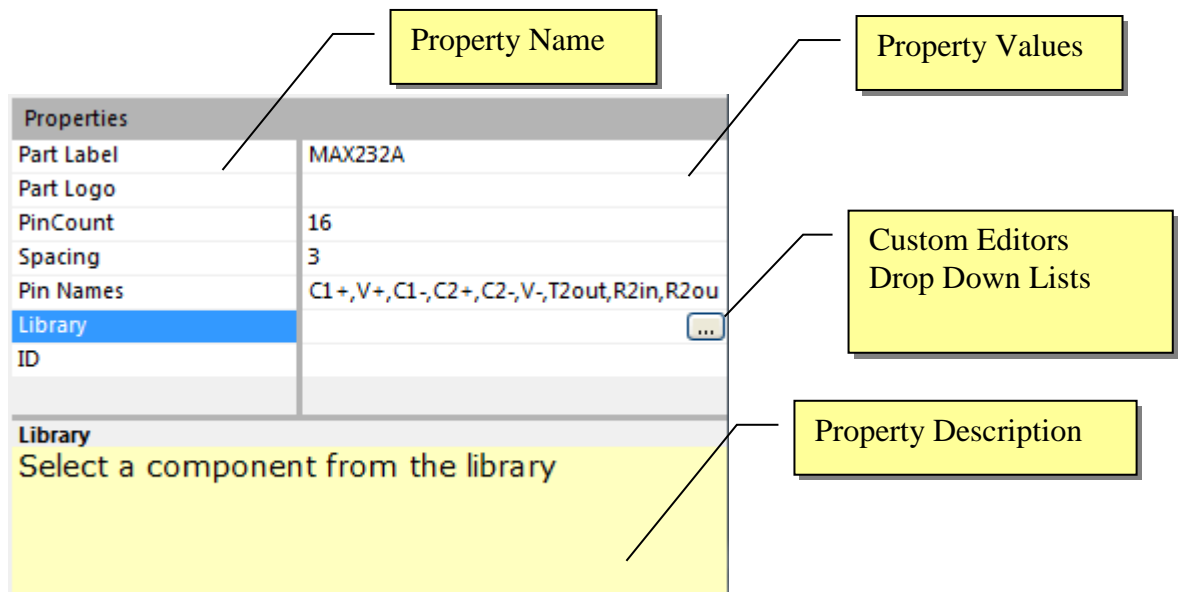 Property Name
Property Values
Properties
Part Label MAX232A
Part Logo
PinCount 16
Spacing 3
Pin Names C1+,V+,C1-,C2+,C2-,V-,T2out,R2in,R2ou
Library ...
ID
Custom Editors
Drop Down Lists
Library
Select a component from the library
Property Description